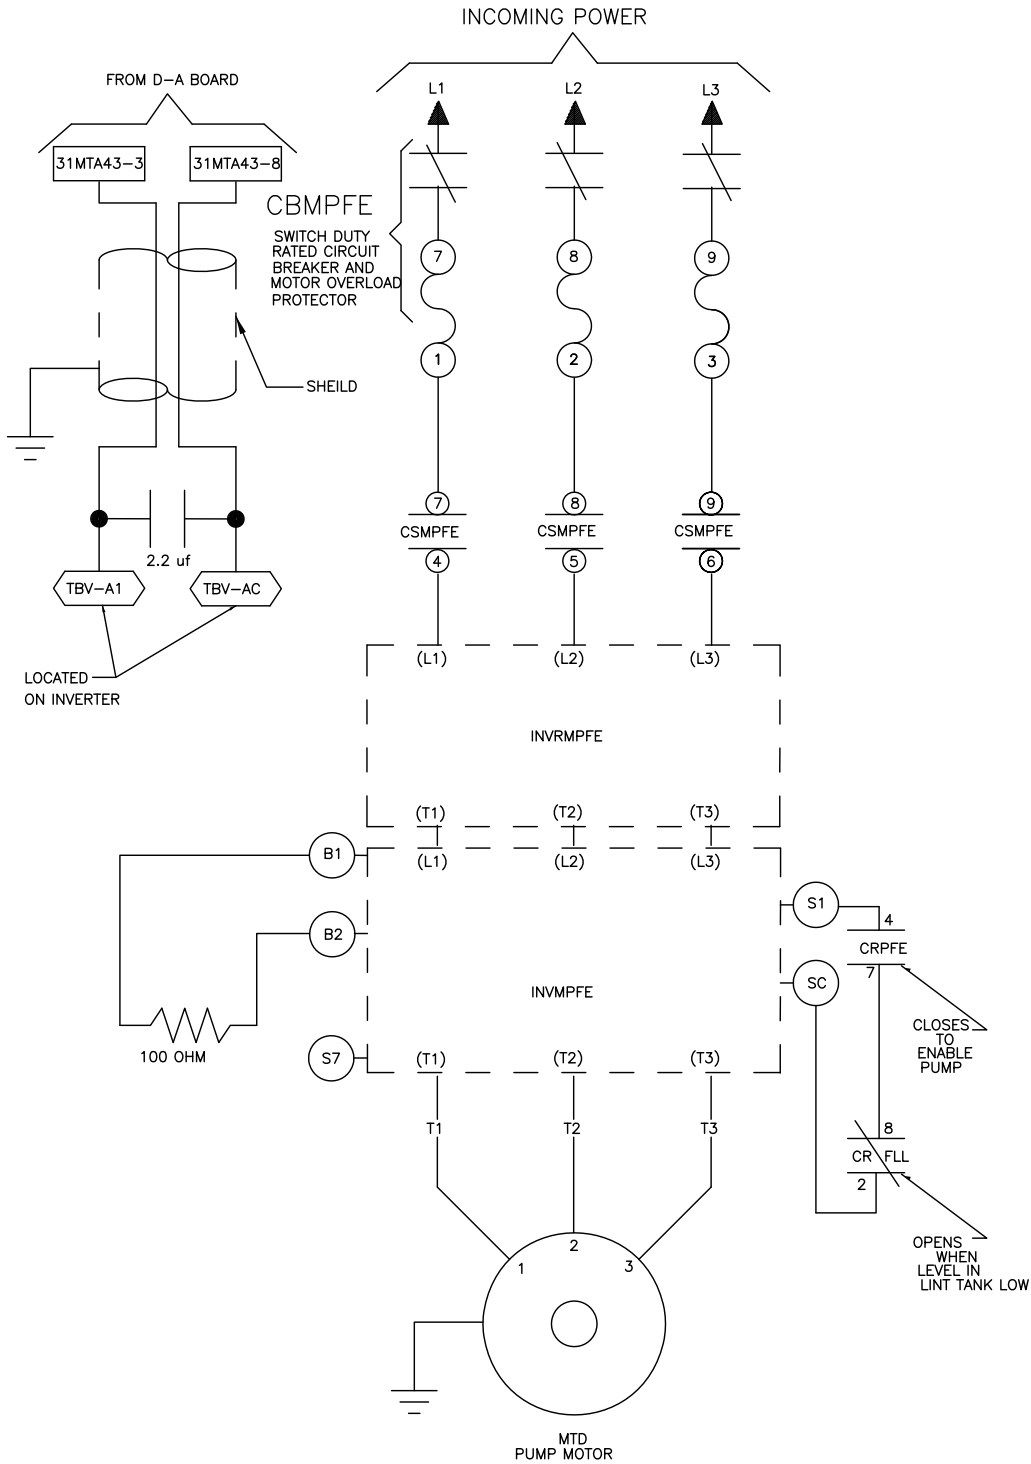 INCOMING POWER
FROM D-A BOARD
L1
L2
L3
31MTA43-3
31MTA43-8
CBMPFE
SWITCH DUTY
RATED CIRCUIT
BREAKER AND
MOTOR OVERLOAD
PROTECTOR
7
8
9
1
2
3
SHEILD
7
8
9
CSMPFE
CSMPFE
CSMPFE
4
5
6
2.2 uf
TBV-A1
TBV-AC
LOCATED
ON INVERTER
(L1)
(L2)
(L3)
INVRMPFE
(T1)
(T2)
(T3)
B1
(L1)
(L2)
(L3)
S1
4
B2
CRPFE
7
SC
INVMPFE
CLOSES
TO
ENABLE
PUMP
100 OHM
S7
(T1)
(T2)
(T3)
T1
T2
T3
8
CR FLL
2
OPENS
WHEN
LEVEL IN
LINT TANK LOW
1
2
3
MTD
PUMP MOTOR